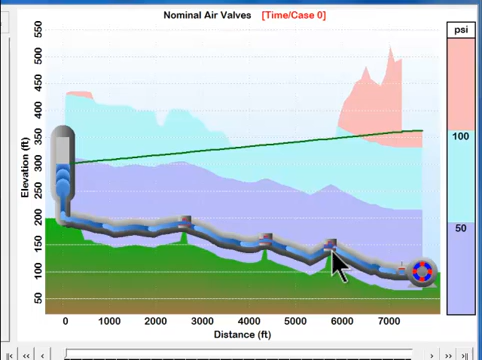 Nominal Air Valves [Time/Case 0]
psi
550
500
450
400
350
300
250
200
150
100
50
Elevation (ft)
100
50
0 1000 2000 3000 4000 5000 6000 7000
Distance (ft)
|< << < > >> >|